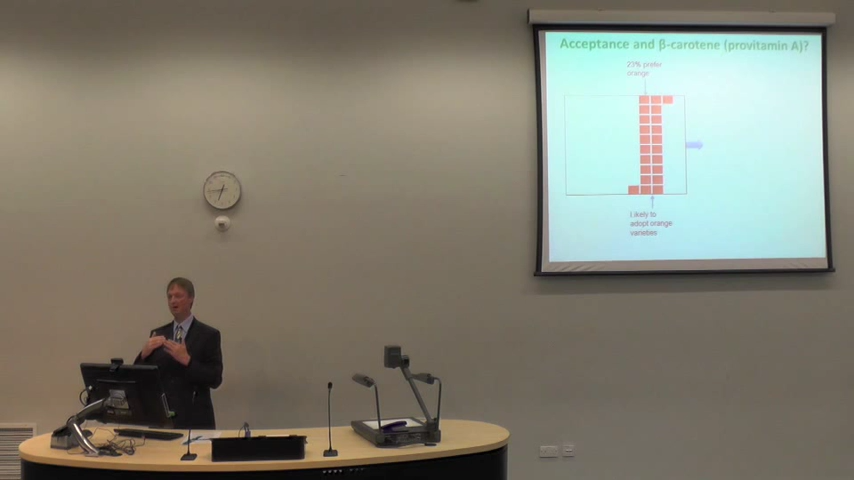 Acceptance and β-carotene (provitamin A)?
23% prefer
orange
Likely to
adopt orange
varieties